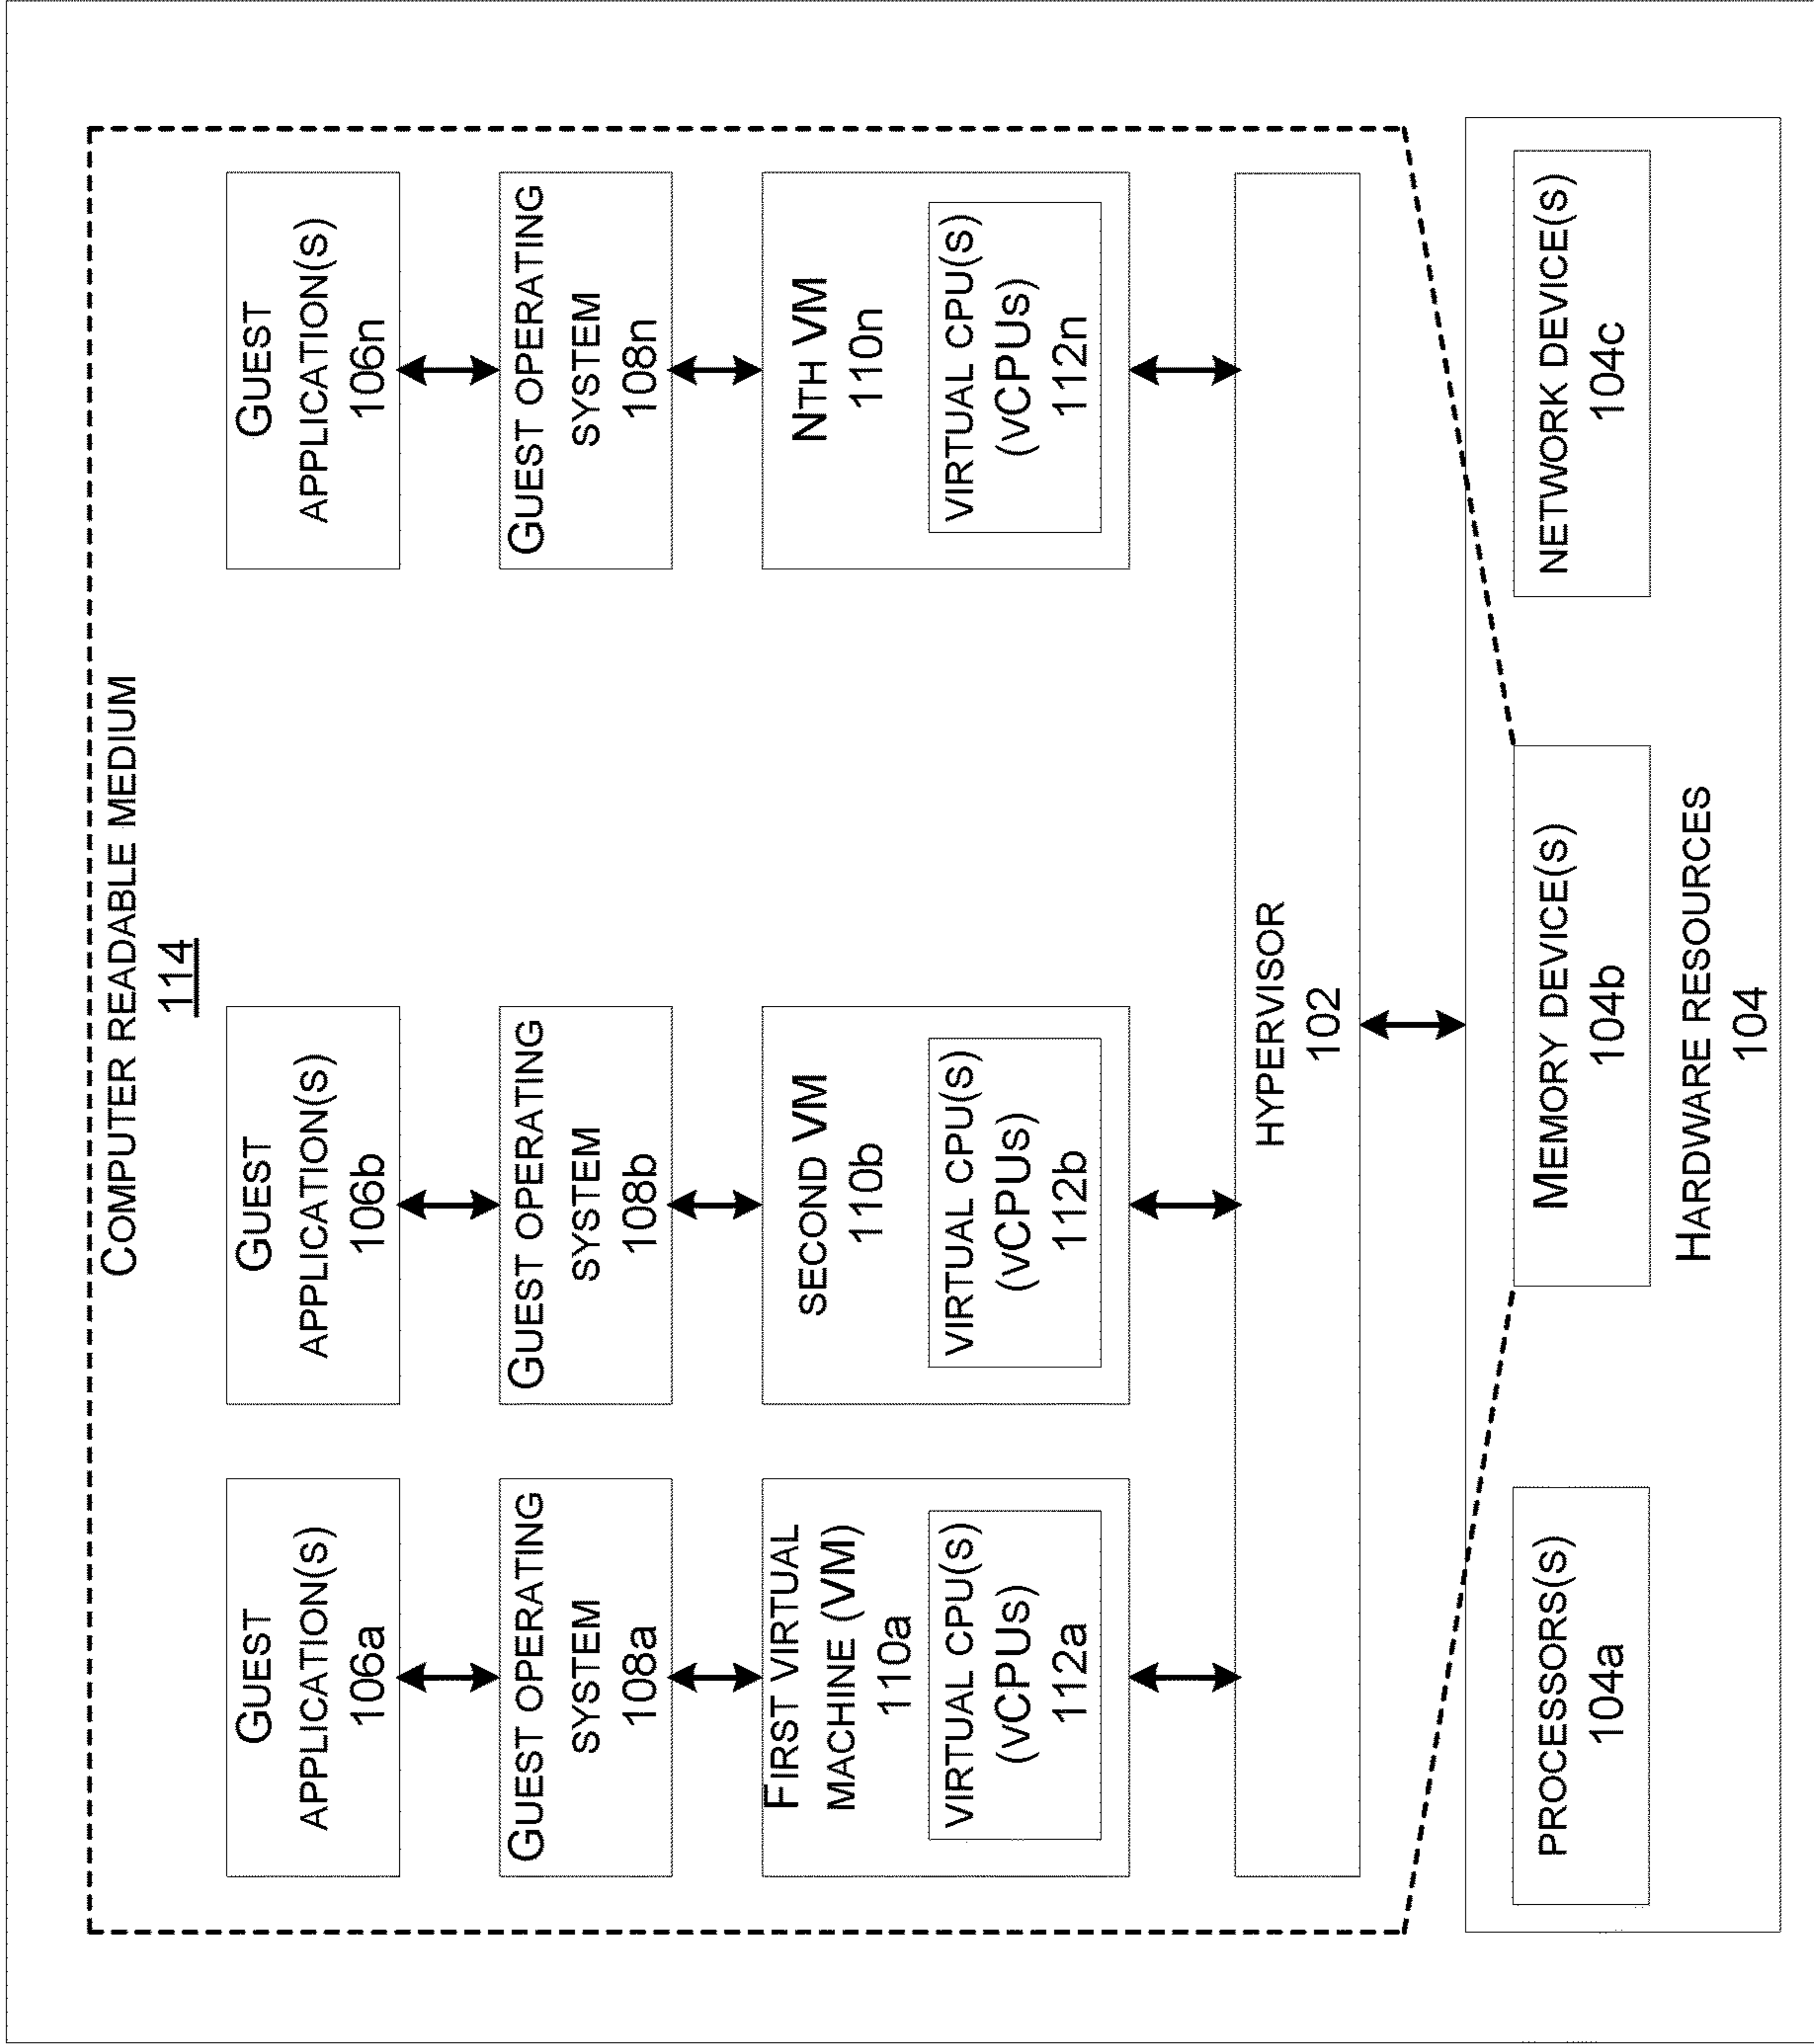 COMPUTER READABLE MEDIUM
114
GUEST
APPLICATION(S)
106a
GUEST
APPLICATION(S)
106b
GUEST
APPLICATION(S)
106n
GUEST OPERATING
SYSTEM
108a
GUEST OPERATING
SYSTEM
108b
GUEST OPERATING
SYSTEM
108n
FIRST VIRTUAL
MACHINE (VM)
110a
VIRTUAL CPU(S)
(VCPUS)
112a
SECOND VM
110b
VIRTUAL CPU(S)
(VCPUS)
112b
NTH VM
110n
VIRTUAL CPU(S)
(VCPUS)
112n
HYPERVISOR
102
PROCESSORS(S)
104a
MEMORY DEVICE(S)
104b
NETWORK DEVICE(S)
104c
HARDWARE RESOURCES
104